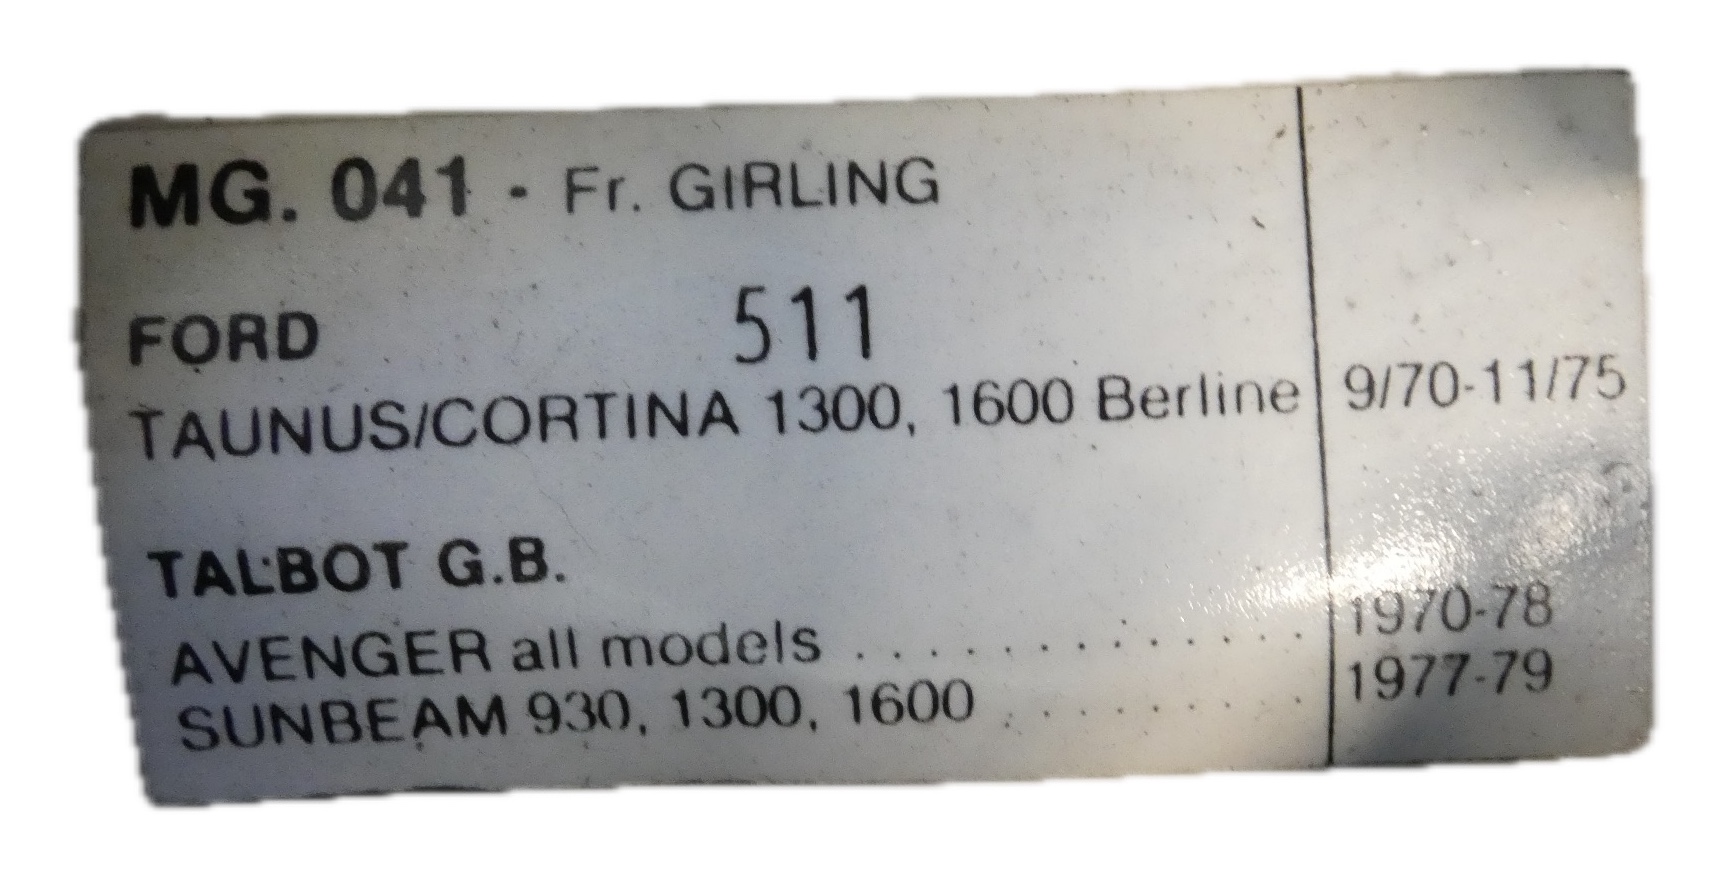 MG. 041 - Fr. GIRLING
FORD 511
TAUNUS/CORTINA 1300, 1600 Berline 9/70-11/75
TALBOT G.B.
AVENGER all models . . . . . . . . . . . . . 1970-78
SUNBEAM 930, 1300, 1600 . . . . . . . . . 1977-79